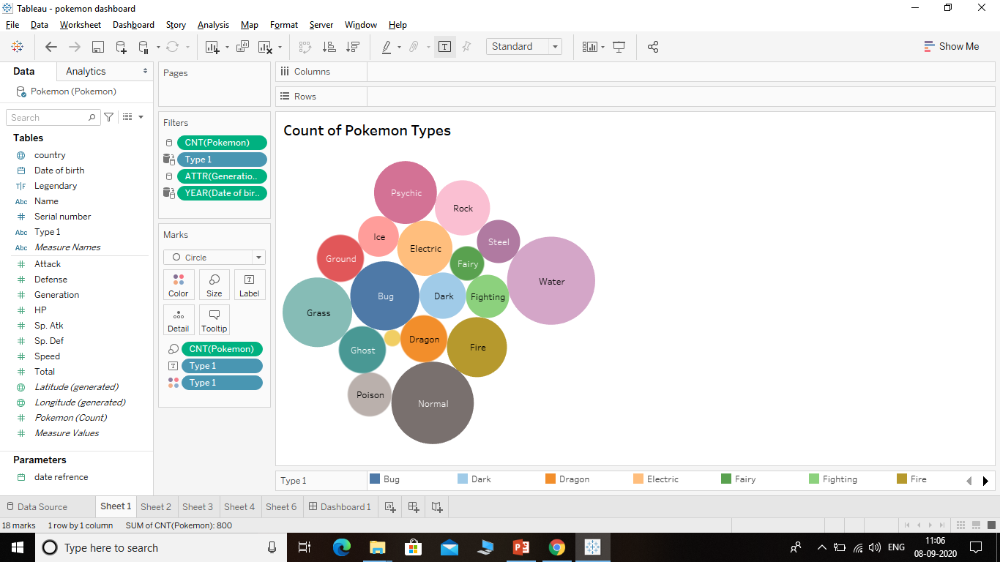 Tableau - pokemon dashboard
File Data Worksheet Dashboard Story Analysis Map Format Server Window Help
Standard
Show Me
Data Analytics
Pokemon (Pokemon)
Search
Tables
country
Date of birth
T|F Legendary
Abc Name
Serial number
Abc Type 1
Abc Measure Names
Attack
Defense
Generation
HP
Sp. Atk
Sp. Def
Speed
Total
Latitude (generated)
Longitude (generated)
Pokemon (Count)
Measure Values
Parameters
date refrence
Pages
Filters
CNT(Pokemon)
Type 1
ATTR(Generatio..
YEAR(Date of bir..
Marks
Circle
Color Size Label
Detail Tooltip
CNT(Pokemon)
Type 1
Type 1
Columns
Rows
Count of Pokemon Types
Psychic
Rock
Ice
Steel
Electric
Ground
Fairy
Water
Bug
Dark
Fighting
Grass
Dragon
Fire
Ghost
Poison
Normal
Type 1 Bug Dark Dragon Electric Fairy Fighting Fire
Data Source Sheet 1 Sheet 2 Sheet 3 Sheet 4 Sheet 6 Dashboard 1
18 marks 1 row by 1 column SUM of CNT(Pokemon): 800
Type here to search
ENG
11:06
08-09-2020